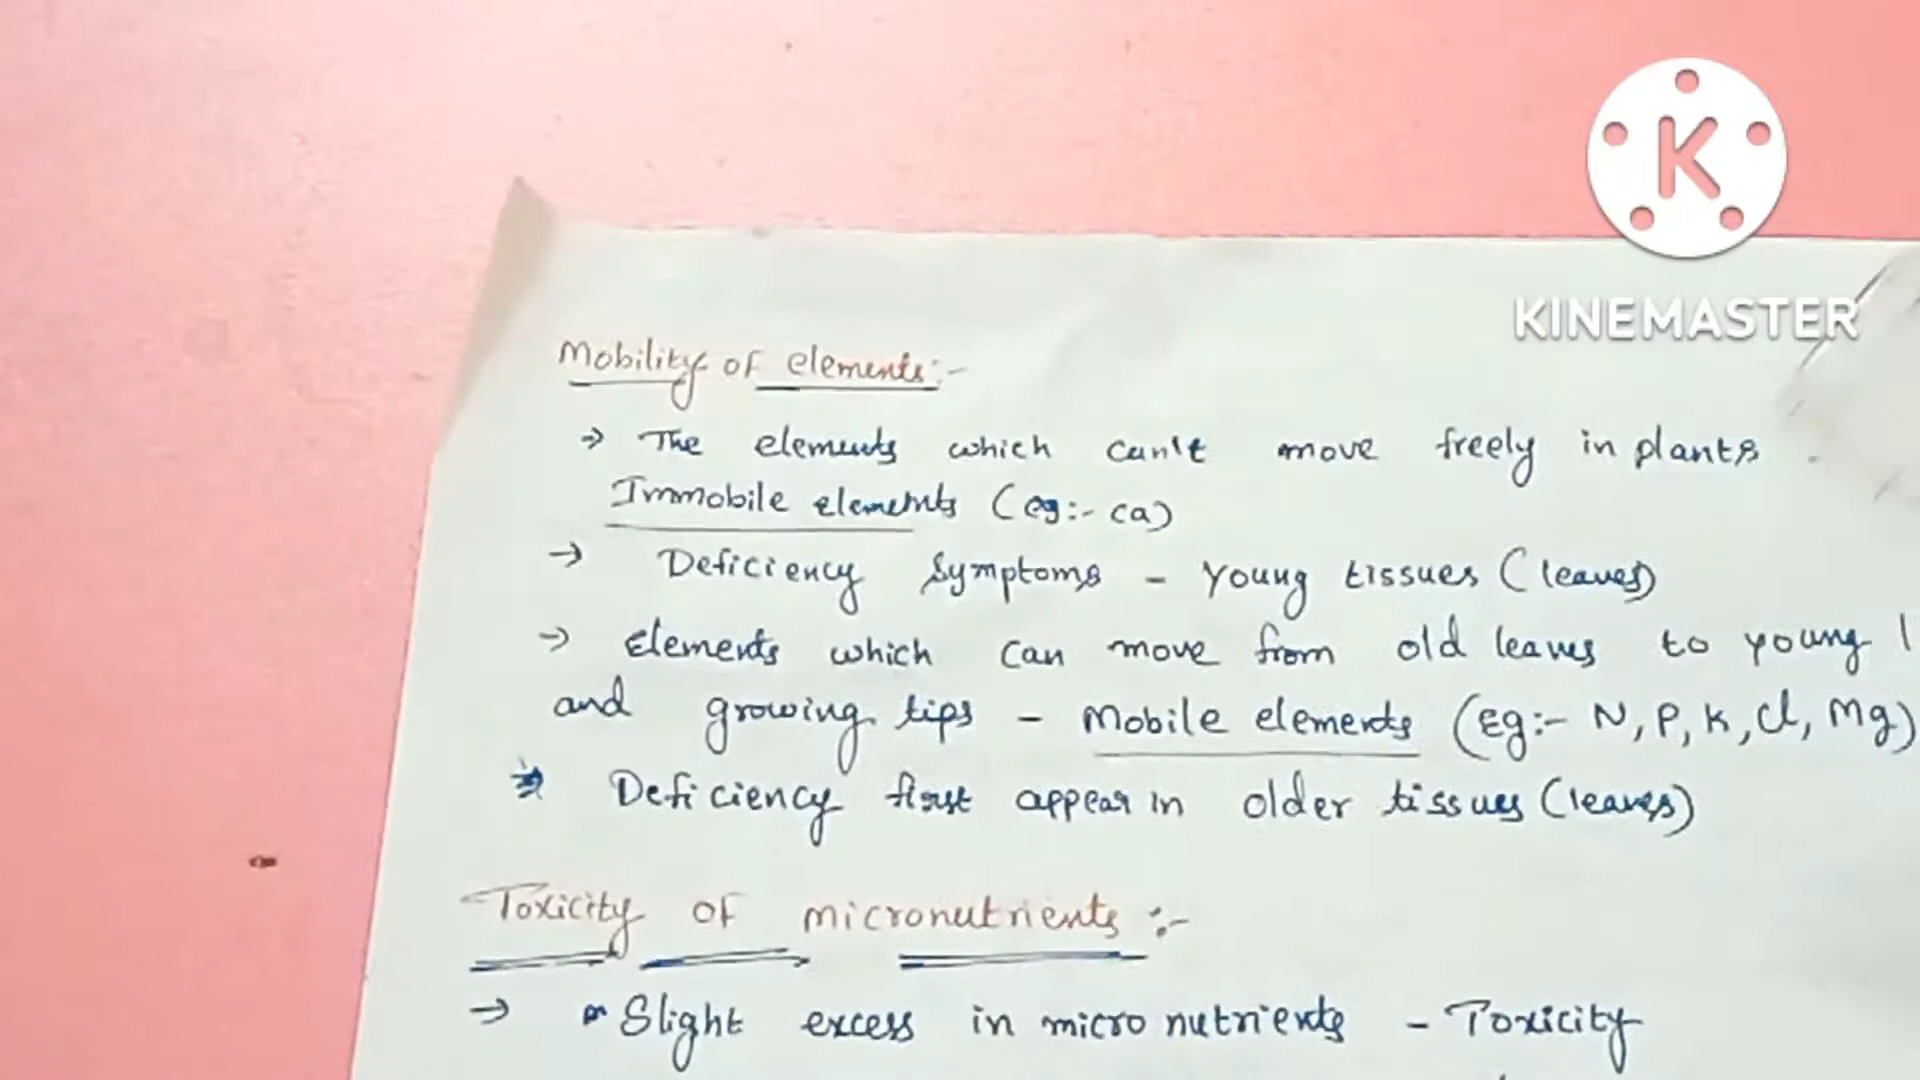 K
KINEMASTER
Mobility of elements:-
→ The elements which can't move freely in plants
Immobile elements (eg:- ca)
→ Deficiency Symptoms - Young tissues (leaves)
→ Elements which can move from old leaves to young
and growing tips - Mobile elements (Eg:- N, P, K, Cl, Mg)
* Deficiency first appear in older tissues (leaves)
Toxicity of micronutrients :-
→ Slight excess in micro nutrients - Toxicity